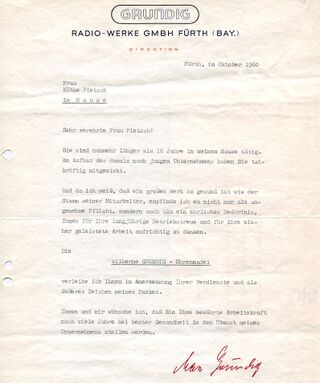 GRUNDIG
RADIO-WERKE GMBH FÜRTH (BAY.)
DIREKTION
Fürth, im Oktober 1960
Frau
Käthe Pietsch
im Hause
Sehr verehrte Frau Pietsch!
Sie sind nunmehr länger als 10 Jahre in meinem Hause tätig.
Am Aufbau des damals noch jungen Unternehmens haben Sie tat-
kräftig mitgewirkt.
Und da ich weiß, daß ein großes Werk so gesund ist wie der
Stamm seiner Mitarbeiter, empfinde ich es nicht nur als an-
genehme Pflicht, sondern auch als ein ehrliches Bedürfnis,
Ihnen für Ihre langjährige Betriebstreue und für Ihre bis-
her geleistete Arbeit aufrichtig zu danken.
Die
silberne GRUNDIG - Ehrennadel
verleihe ich Ihnen in Anerkennung Ihrer Verdienste und als
äußeres Zeichen meines Dankes.
Ihnen und mir wünsche ich, daß Sie Ihre bewährte Arbeitskraft
noch viele Jahre bei bester Gesundheit in den Dienst meines
Unternehmens stellen werden.
Max Grundig